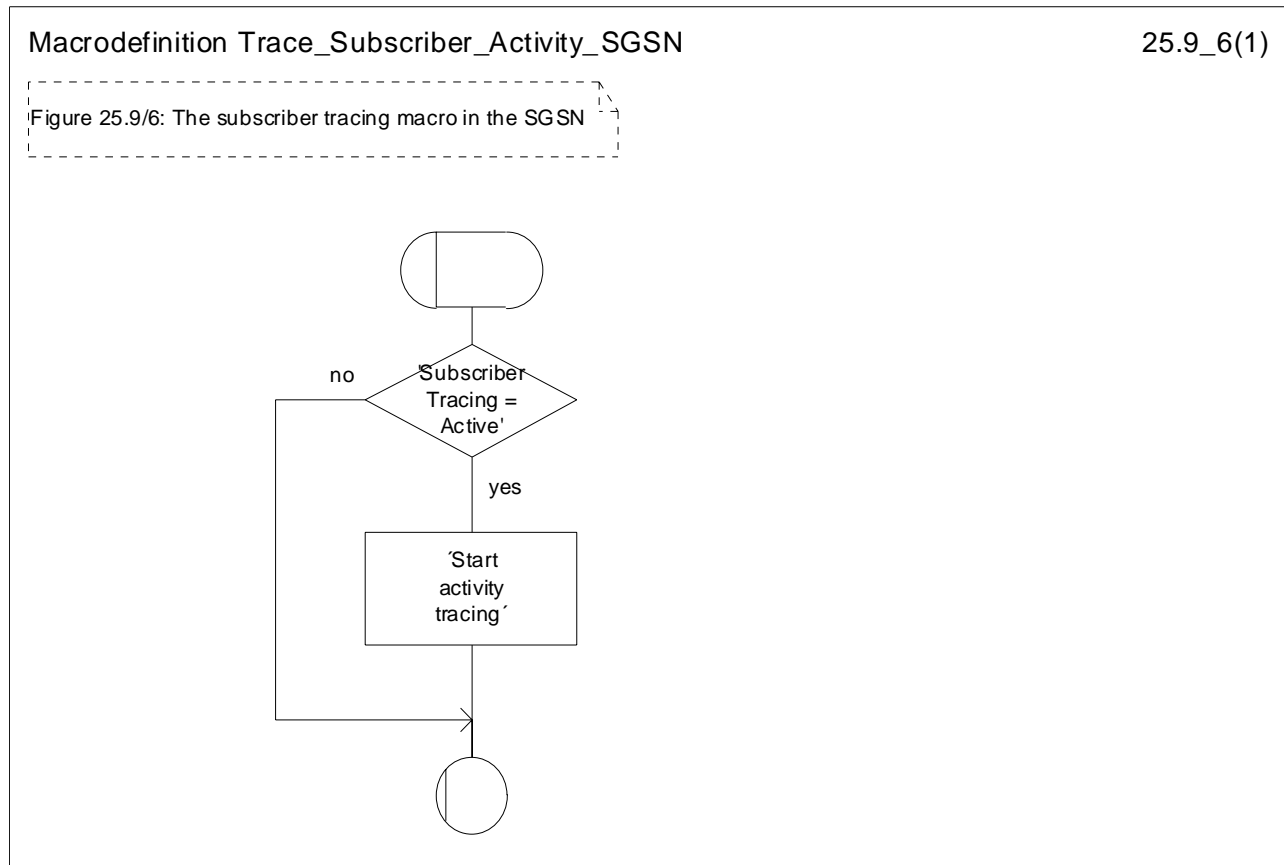 Macrodefinition Trace_Subscriber_Activity_SGSN
25.9_6(1)
Figure 25.9/6: The subscriber tracing macro in the SGSN
no
'Subscriber
Tracing =
Active'
yes
´Start
activity
tracing´